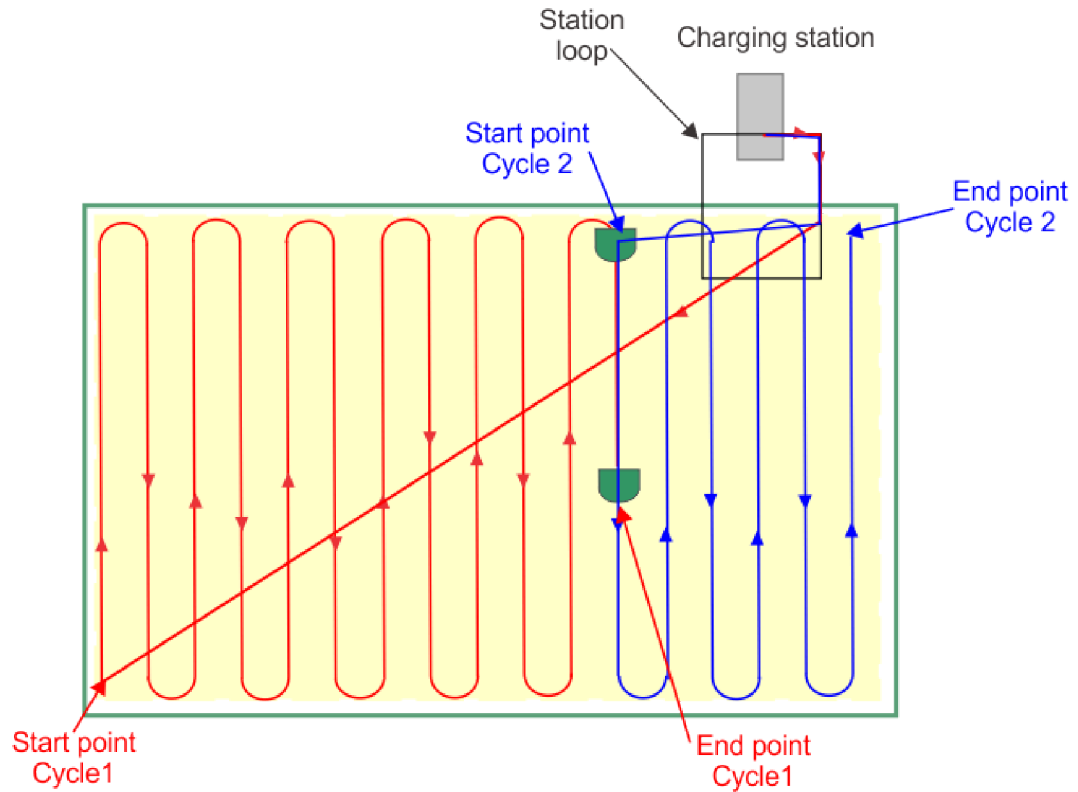 Station
loop
Charging station
Start point
Cycle 2
End point
Cycle 2
Start point
Cycle1
End point
Cycle1